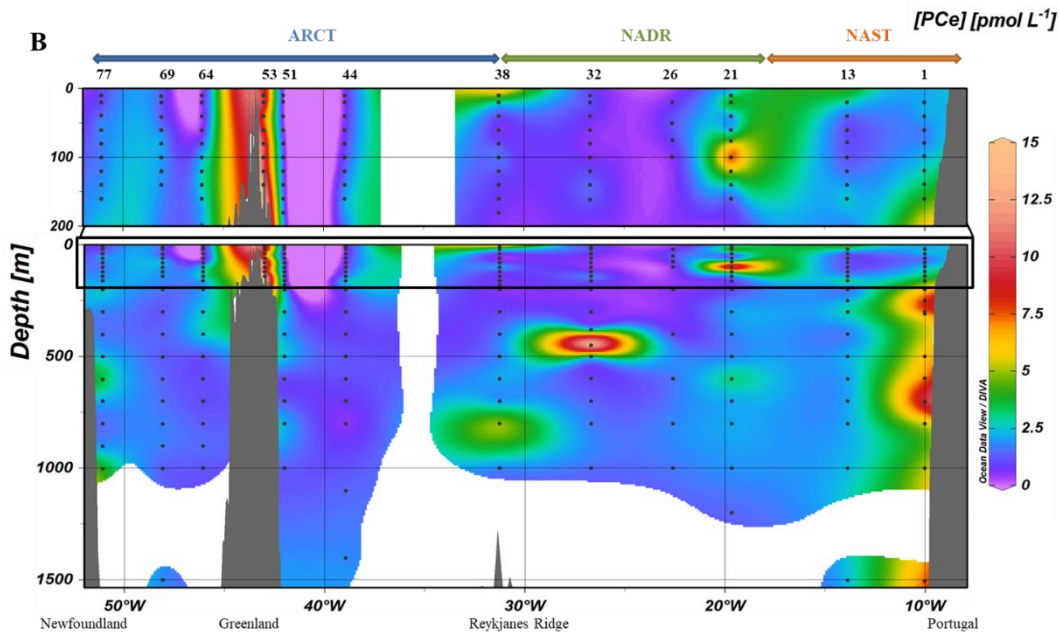 [PCe] [pmol L-1]
B
ARCT NADR NAST
77 69 64 53 51 44 38 32 26 21 13 1
0
100
200
Depth [m]
0
500
1000
1500
15
12.5
10
7.5
5
2.5
0
Ocean Data View / DIVA
50°W 40°W 30°W 20°W 10°W
Newfoundland Greenland Reykjanes Ridge Portugal